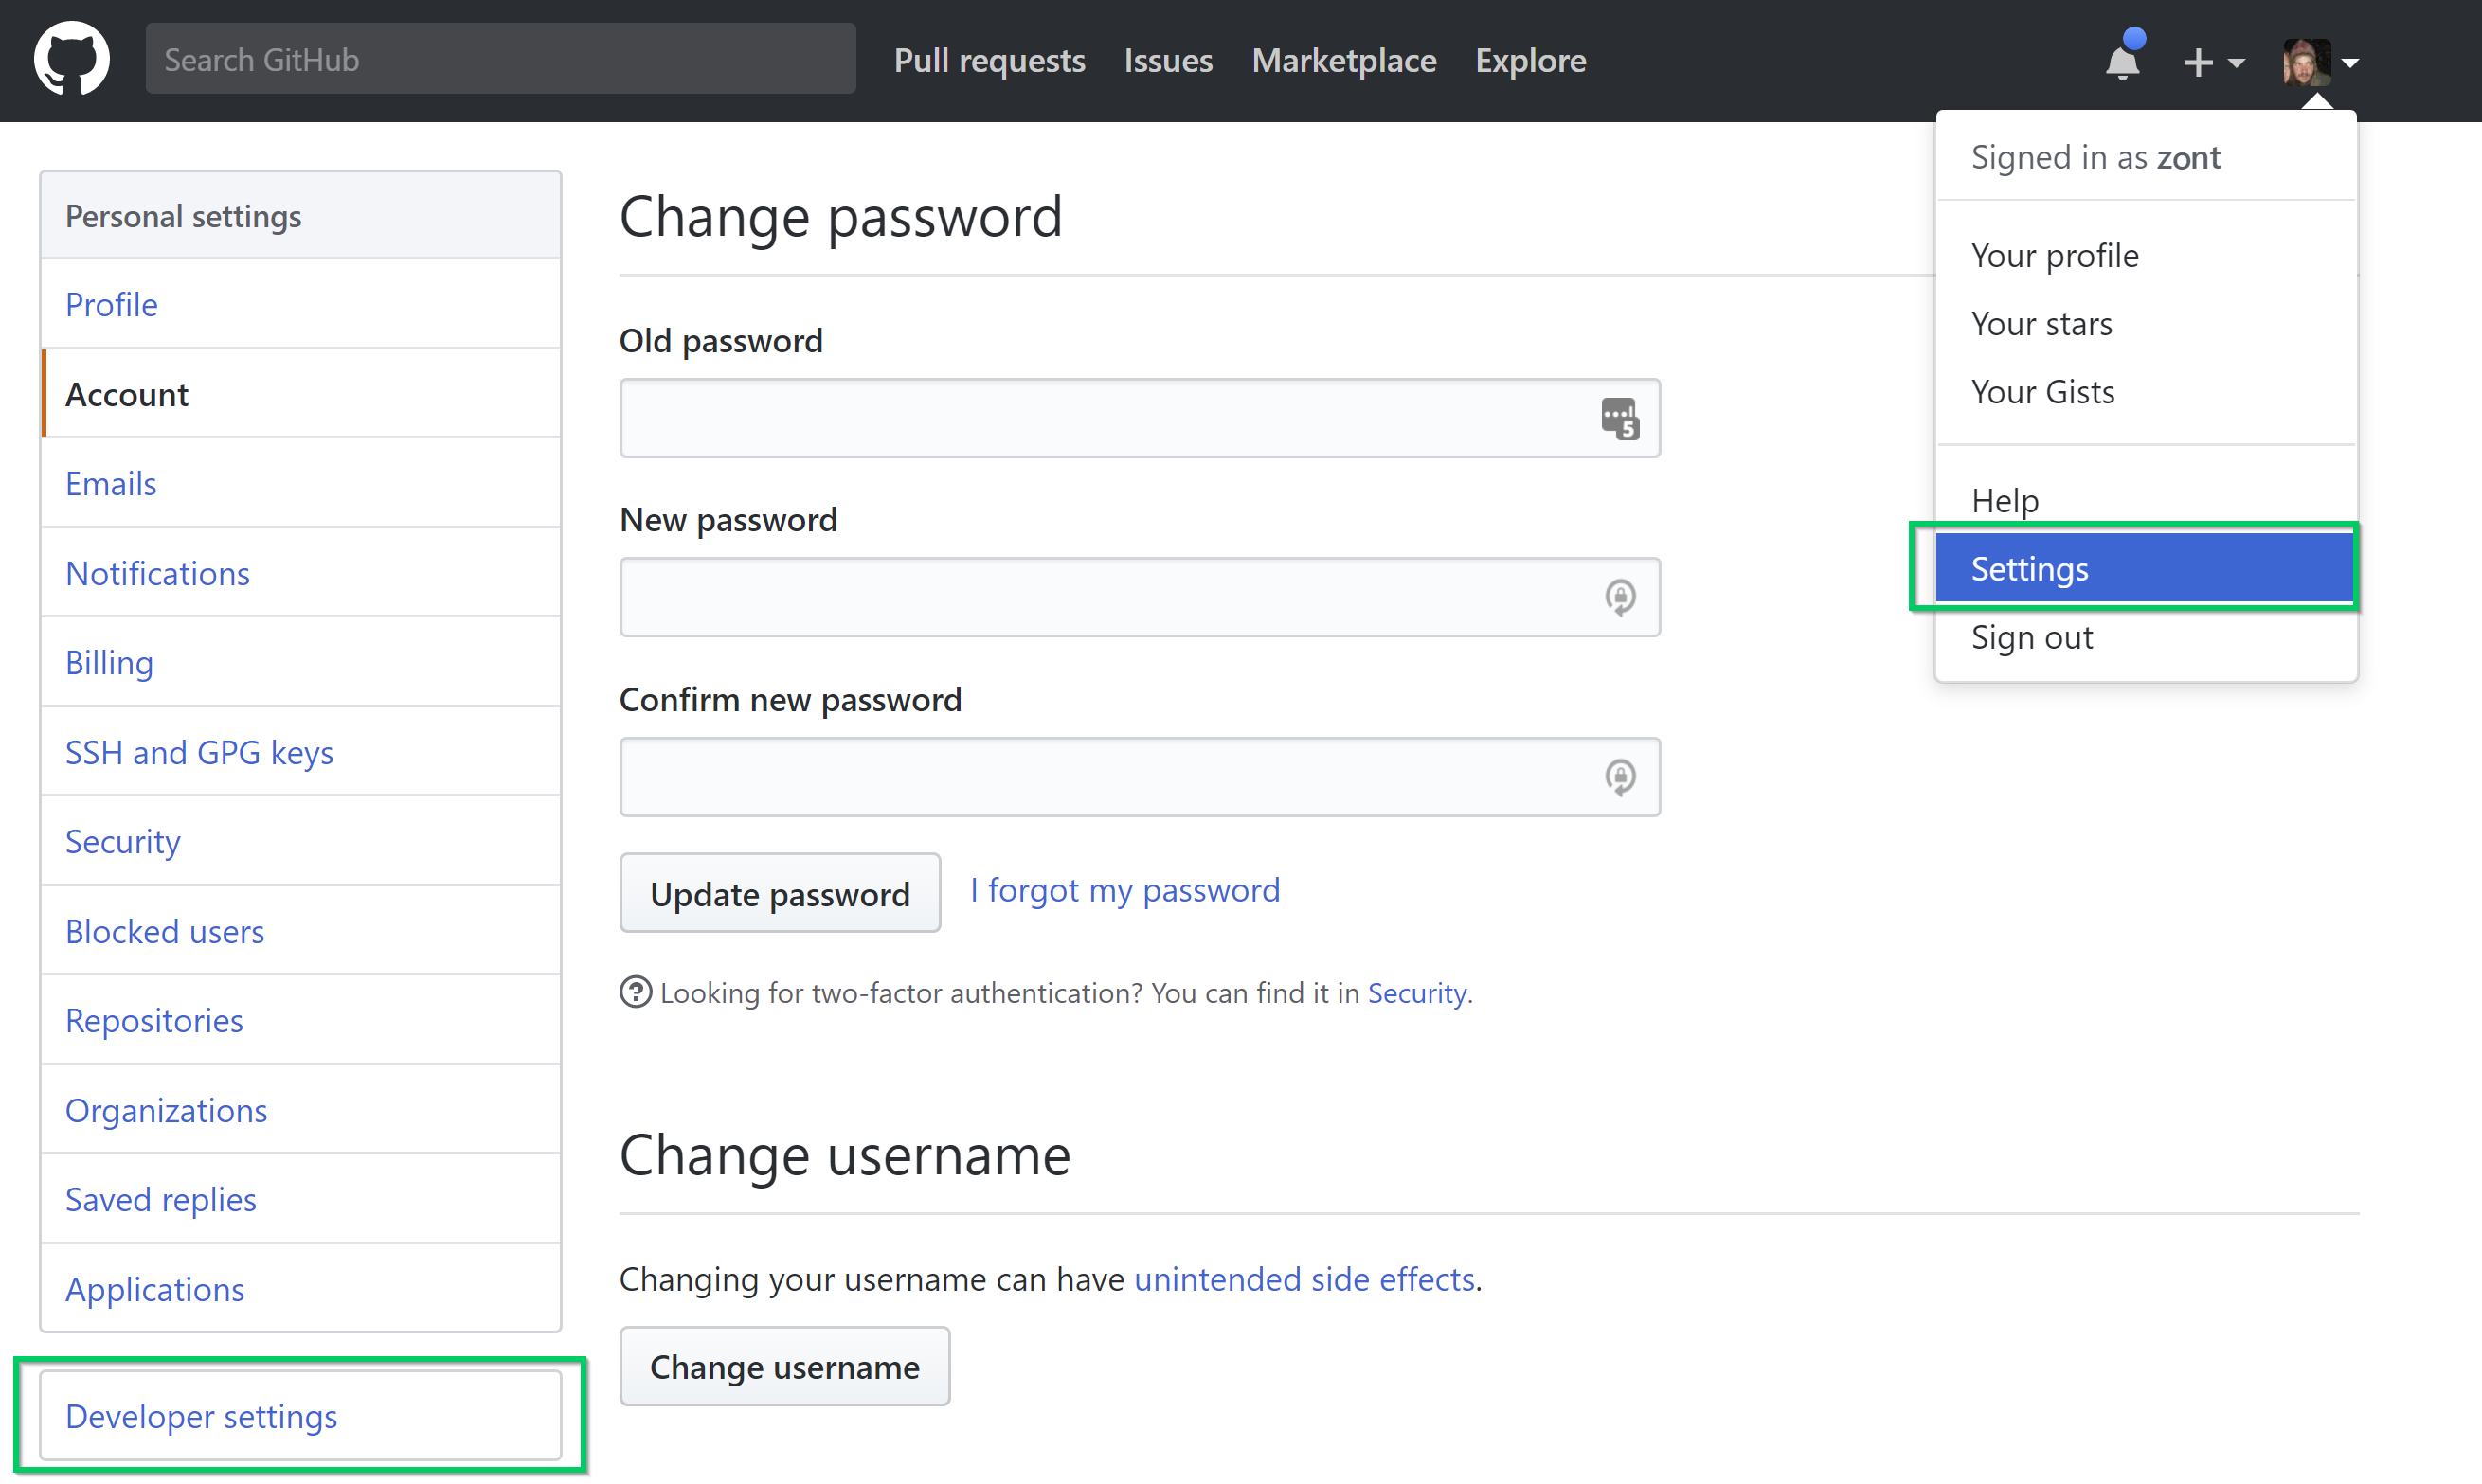 Search GitHub
Pull requests Issues Marketplace Explore
Signed in as zont
Your profile
Your stars
Your Gists
Help
Settings
Sign out
Personal settings
Profile
Account
Emails
Notifications
Billing
SSH and GPG keys
Security
Blocked users
Repositories
Organizations
Saved replies
Applications
Developer settings
Change password
Old password
5
New password
Confirm new password
Update password I forgot my password
Looking for two-factor authentication? You can find it in Security.
Change username
Changing your username can have unintended side effects.
Change username